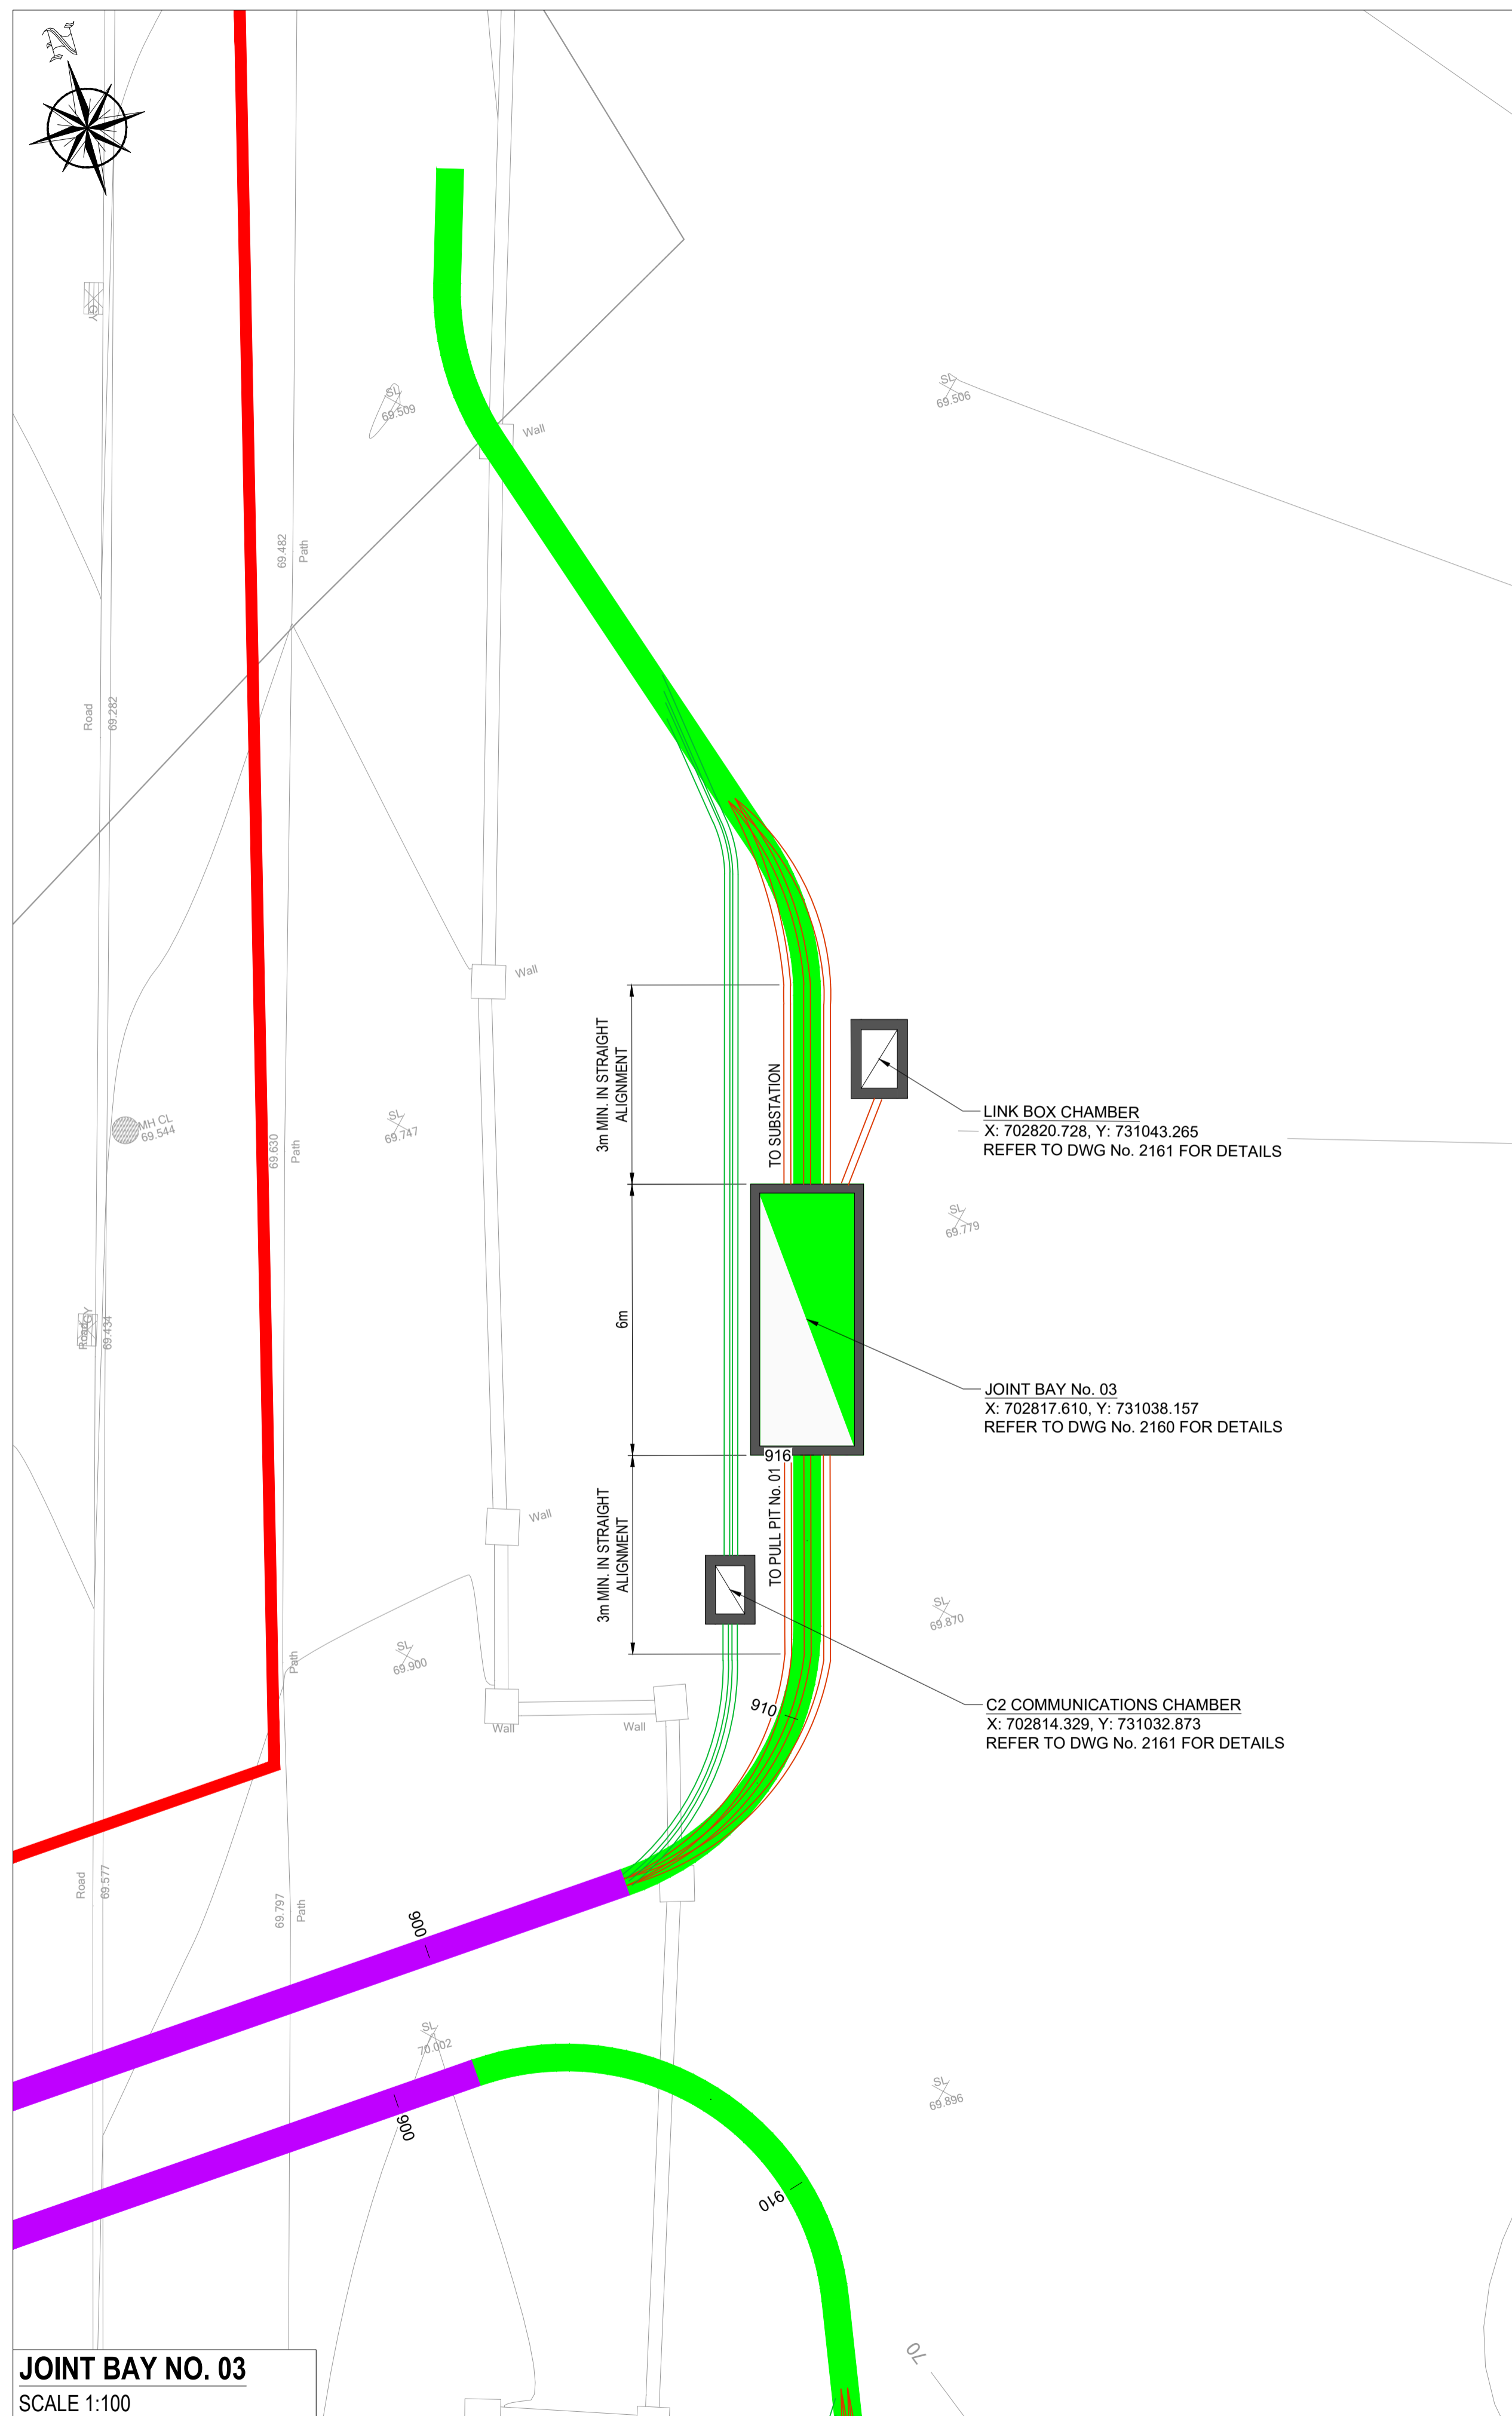 N
GY
SL
69.509
SL
69.506
Wall
69.482
Path
Road
69.282
Wall
3m MIN. IN STRAIGHT
ALIGNMENT
TO SUBSTATION
LINK BOX CHAMBER
X: 702820.728, Y: 731043.265
REFER TO DWG No. 2161 FOR DETAILS
MH CL
69.544
SL
69.747
69.630
Path
SL
69.779
6m
Road
GY
69.434
JOINT BAY No. 03
X: 702817.610, Y: 731038.157
REFER TO DWG No. 2160 FOR DETAILS
916
Wall
3m MIN. IN STRAIGHT
ALIGNMENT
TO PULL PIT No. 01
SL
69.870
SL
69.900
Path
910
C2 COMMUNICATIONS CHAMBER
X: 702814.329, Y: 731032.873
REFER TO DWG No. 2161 FOR DETAILS
Wall
Wall
Road
69.577
69.797
Path
900
SL
70.002
900
SL
69.896
910
70
JOINT BAY NO. 03
SCALE 1:100